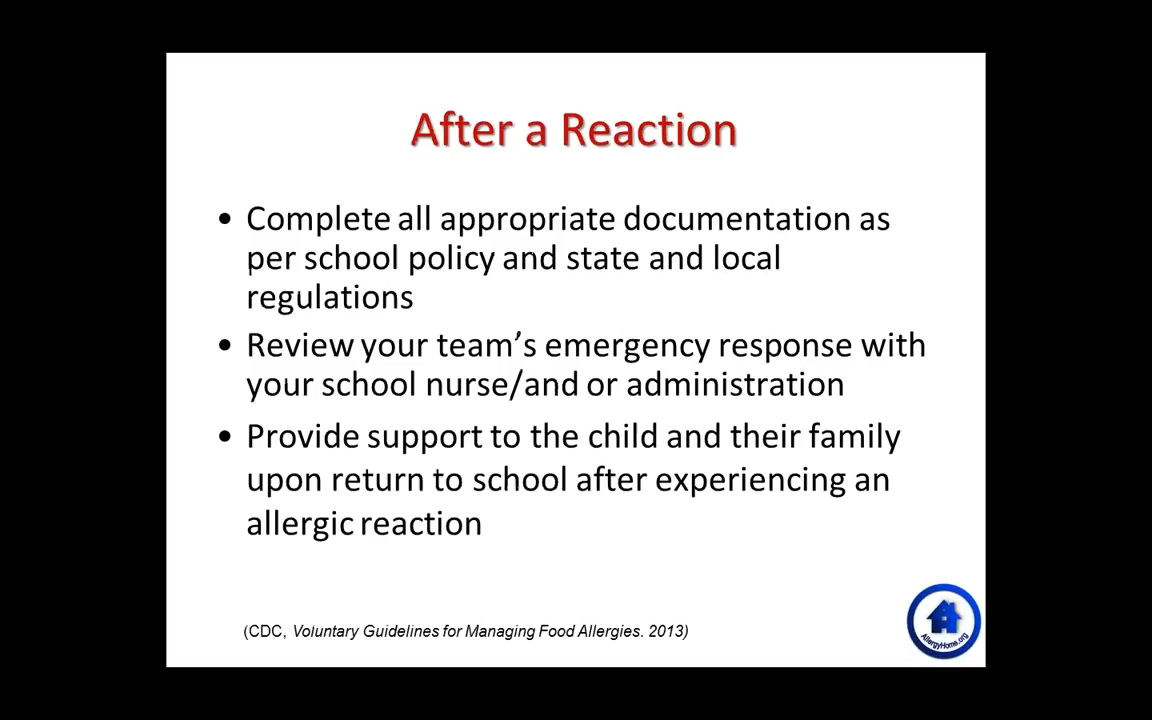 After a Reaction
• Complete all appropriate documentation as
per school policy and state and local
regulations
• Review your team’s emergency response with
your school nurse/and or administration
• Provide support to the child and their family
upon return to school after experiencing an
allergic reaction
(CDC, Voluntary Guidelines for Managing Food Allergies. 2013)
AllergyHome.org